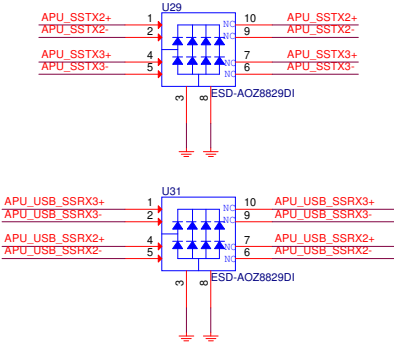 U29
APU_SSTX2+ 1 NC 10 APU_SSTX2+
APU_SSTX2- 2 NC 9 APU_SSTX2-
APU_SSTX3+ 4 NC 7 APU_SSTX3+
APU_SSTX3- 5 NC 6 APU_SSTX3-
3 8 ESD-AOZ8829DI
U31
APU_USB_SSRX3+ 1 NC 10 APU_USB_SSRX3+
APU_USB_SSRX3- 2 NC 9 APU_USB_SSRX3-
APU_USB_SSRX2+ 4 NC 7 APU_USB_SSRX2+
APU_USB_SSRX2- 5 NC 6 APU_USB_SSRX2-
3 8 ESD-AOZ8829DI